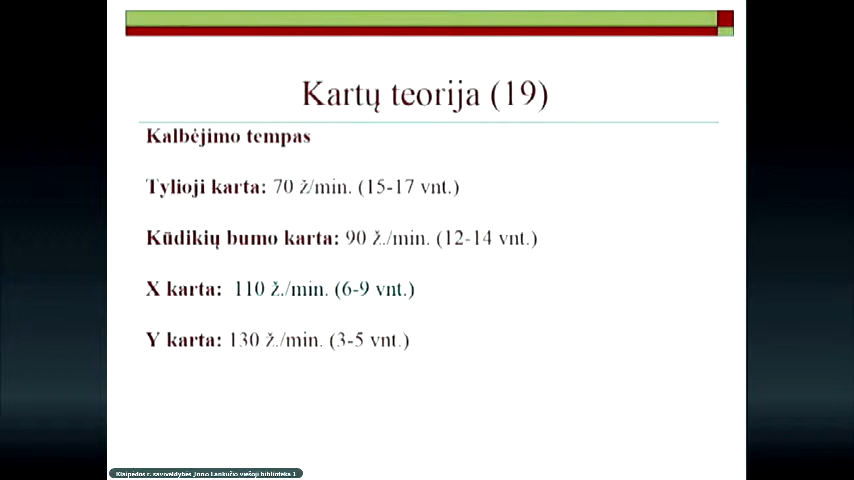 Kartų teorija (19)
Kalbėjimo tempas
Tylioji karta: 70 ž/min. (15-17 vnt.)
Kūdikių bumo karta: 90 ž./min. (12-14 vnt.)
X karta: 110 ž./min. (6-9 vnt.)
Y karta: 130 ž./min. (3-5 vnt.)
Klaipėdos r. savivaldybės Jono Lankučio viešoji biblioteka 1